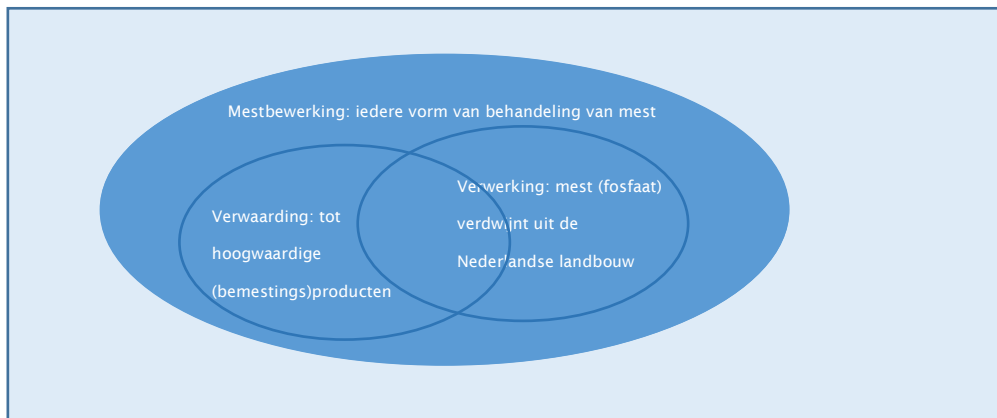 Mestbewerking: iedere vorm van behandeling van mest
Verwaarding: tot
hoogwaardige
(bemestings)producten
Verwerking: mest (fosfaat)
verdwijnt uit de
Nederlandse landbouw